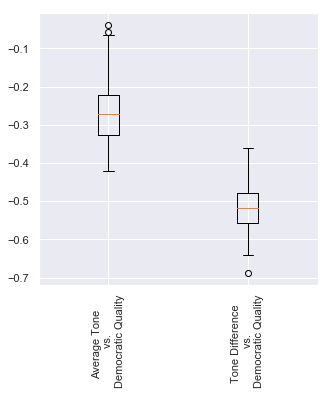 −0.1
−0.2
−0.3
−0.4
−0.5
−0.6
−0.7
Average Tone
vs.
Democratic Quality
Tone Difference
vs.
Democratic Quality